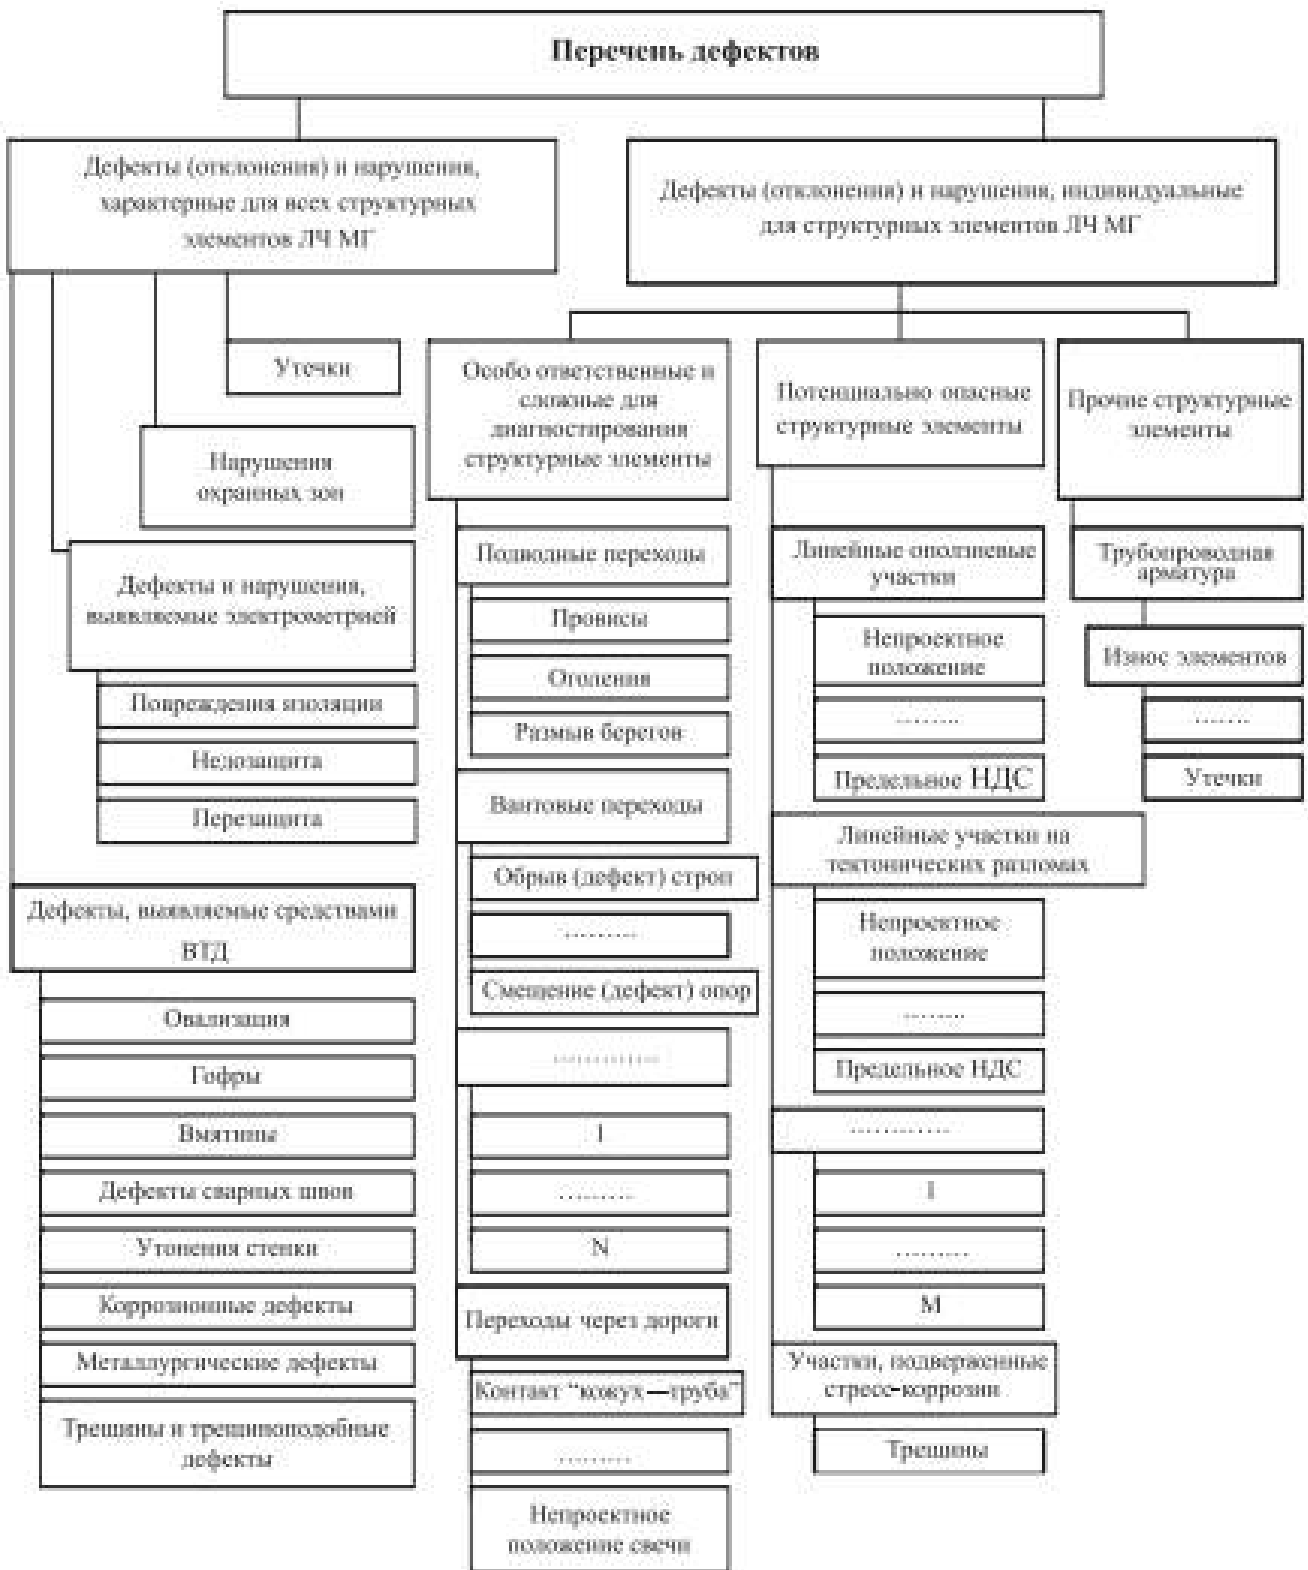 Перечень дефектов
Дефекты (отклонения) и нарушения,
характерные для всех структурных
элементов ЛЧ МГ
Дефекты (отклонения) и нарушения, индивидуальные
для структурных элементов ЛЧ МГ
Утечки
Нарушения
охранных зон
Дефекты и нарушения,
выявляемые электрометрией
Повреждения изоляции
Недозащита
Перезащита
Дефекты, выявляемые средствами
ВТД
Овализация
Гофры
Вмятины
Дефекты сварных швов
Утонения стенки
Коррозионные дефекты
Металлургические дефекты
Трещины и трещиноподобные
дефекты
Особо ответственные и
сложные для
диагностирования
структурные элементы
Подводные переходы
Провисы
Оголения
Размыв берегов
Вантовые переходы
Обрыв (дефект) строп
.........
Смещение (дефект) опор
.............
1
.........
N
Переходы через дороги
Контакт “кожух—труба”
.........
Непроектное
положение свечи
Потенциально опасные
структурные элементы
Линейные оползневые
участки
Непроектное
положение
........
Предельное НДС
Линейные участки на
тектонических разломах
Непроектное
положение
........
Предельное НДС
............
1
.........
М
Участки, подверженные
стресс-коррозии
Трещины
Прочие структурные
элементы
Трубопроводная
арматура
Износ элементов
.......
Утечки